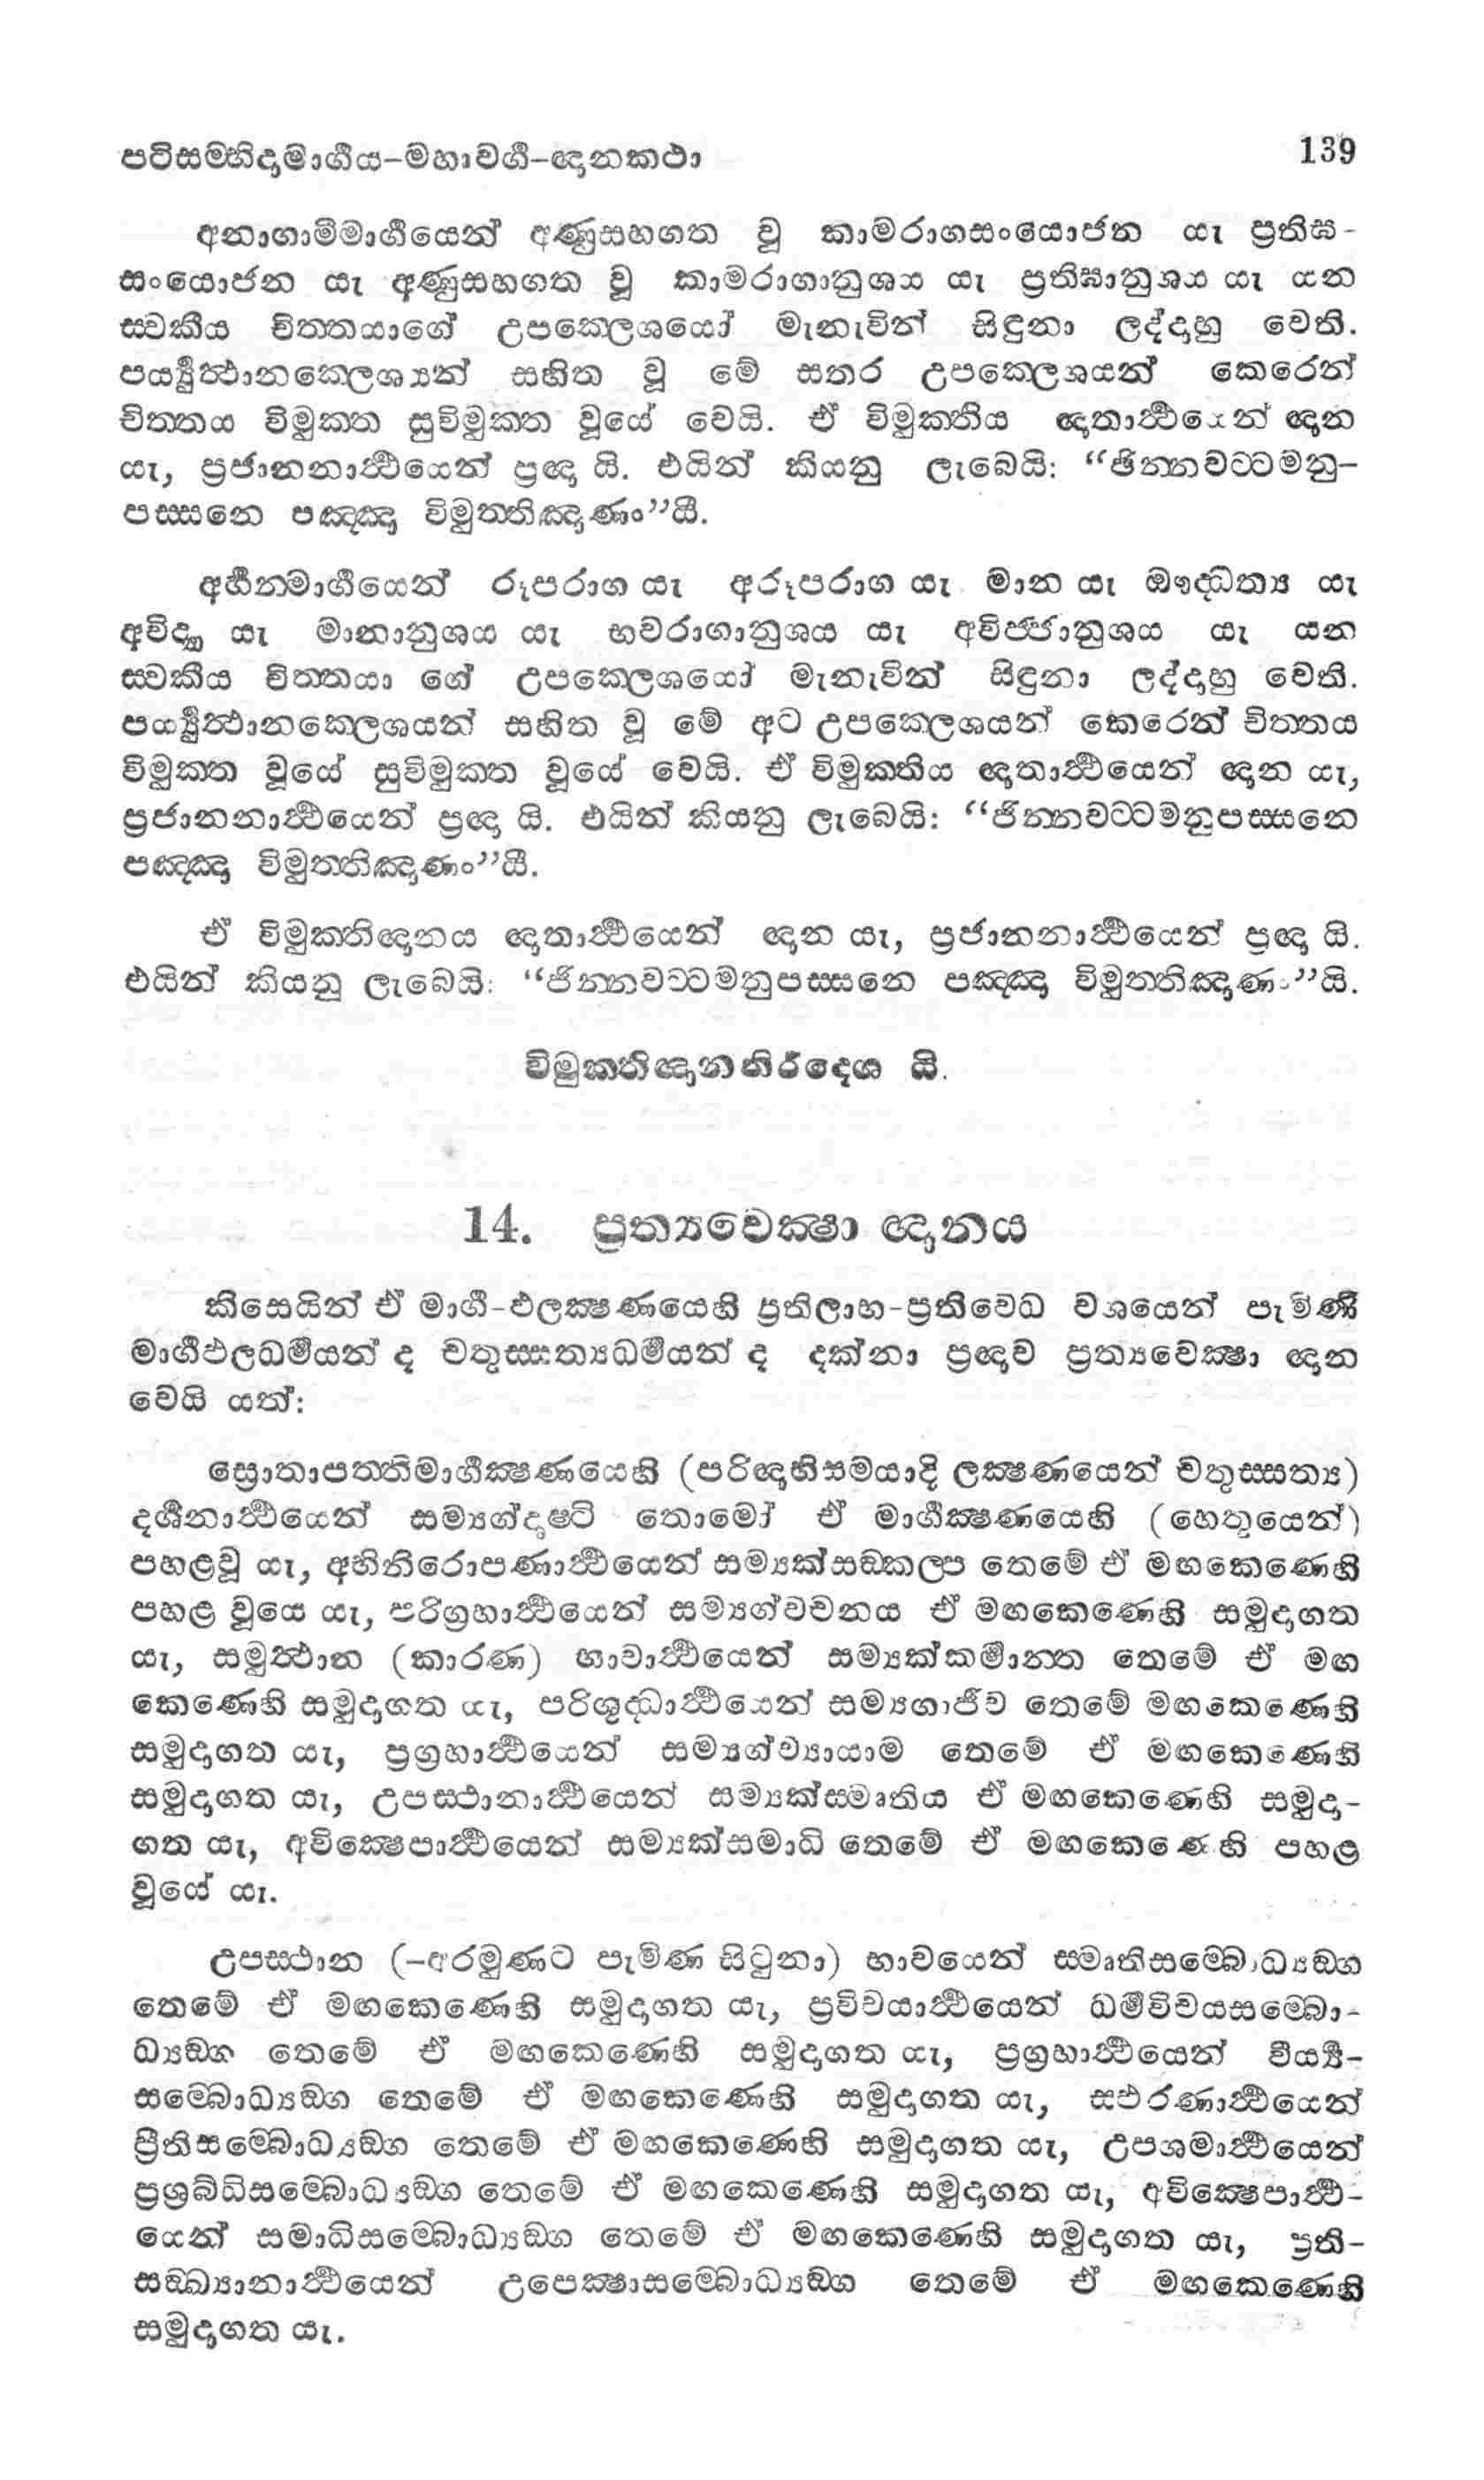 පටිසම්භිදාමාර්ගය-මහාවර්ග-ඥානකථා 139
අනාගාමිමාර්ගයෙන් අණුසහගත වූ කාමරාගසංයොජන යැ ප්‍රතිඝ-
සංයොජන යැ අණුසහගත වූ කාමරාගානුශය යැ ප්‍රතිඝානුශය යැ යන
ස්වකීය චිත්තයාගේ උපක්ලෙශයෝ මැනැවින් සිඳුනා ලද්දාහු වෙති.
පර්‍ය්‍යුත්ථානක්ලෙශයන් සහිත වූ මේ සතර උපක්ලෙශයන් කෙරෙන්
චිත්තය විමුක්ත සුවිමුක්ත වූයේ වෙයි. ඒ විමුක්තිය ඥාතාර්ථයෙන් ඥාන
යැ, ප්‍රජානනාර්ථයෙන් ප්‍රඥා යි. එයින් කියනු ලැබෙයි: “ඡින්නවට්ටමනු-
පස්සනෙ පඤ්ඤා විමුත්තිඤාණං”යී.
අර්හත්මාර්ගයෙන් රූපරාග යැ අරූපරාග යැ මාන යැ ඖද්ධත්‍ය යැ
අවිද්‍යා යැ මානානුශය යැ භවරාගානුශය යැ අවිජ්ජානුශය යැ යන
ස්වකීය චිත්තයා ගේ උපක්ලෙශයෝ මැනැවින් සිඳුනා ලද්දාහු වෙති.
පර්‍ය්‍යුත්ථානක්ලෙශයන් සහිත වූ මේ අට උපක්ලෙශයන් කෙරෙන් චිත්තය
විමුක්ත වූයේ සුවිමුක්ත වූයේ වෙයි. ඒ විමුක්තිය ඥාතාර්ථයෙන් ඥාන යැ,
ප්‍රජානනාර්ථයෙන් ප්‍රඥා යි. එයින් කියනු ලැබෙයි: “ඡින්නවට්ටමනුපස්සනෙ
පඤ්ඤා විමුත්තිඤාණං”යී.
ඒ විමුක්තිඥානය ඥාතාර්ථයෙන් ඥාන යැ, ප්‍රජානනාර්ථයෙන් ප්‍රඥා යි.
එයින් කියනු ලැබෙයි: “ඡින්නවට්ටමනුපස්සනෙ පඤ්ඤා විමුත්තිඤාණං”යි.
විමුක්තිඥානනිර්දෙශ යි.
14. ප්‍රත්‍යවෙක්ෂා ඥානය
කිසෙයින් ඒ මාර්ග-ඵලක්ෂණයෙහි ප්‍රතිලාභ-ප්‍රතිවෙධ වශයෙන් පැමිණි
මාර්ගඵලධර්මයන් ද චතුස්සත්‍යධර්මයන් ද දක්නා ප්‍රඥාව ප්‍රත්‍යවේක්ෂා ඥාන
වෙයි යත්:
ස්‍රොතාපත්තිමාර්ගක්ෂණයෙහි (පරිඥාභිසමයාදි ලක්ෂණයෙන් චතුස්සත්‍ය)
දර්ශනාර්ථයෙන් සම්‍යග්දෘෂ්ටි තොමෝ ඒ මාර්ගක්ෂණයෙහි (හෙතුයෙන්)
පහළවූ යැ, අභිනිරොපණාර්ථයෙන් සම්‍යක්සඞ්කල්ප තෙමේ ඒ මඟකෙණෙහි
පහළ වූයෙ යැ, පරිග්‍රහාර්ථයෙන් සම්‍යග්වචනය ඒ මඟකෙණෙහි සමුදාගත
යැ, සමුත්ථාන (කාරණ) භාවාර්ථයෙන් සම්‍යක්කර්මාන්ත තෙමේ ඒ මඟ
කෙණෙහි සමුදාගත යැ, පරිශුද්ධාර්ථයෙන් සම්‍යගාජීව තෙමේ මඟකෙණෙහි
සමුදාගත යැ, ප්‍රග්‍රහාර්ථයෙන් සම්‍යග්ව්‍යායාම තෙමේ ඒ මඟකෙණෙහි
සමුදාගත යැ, උපස්ථානාර්ථයෙන් සම්‍යක්ස්මෘතිය ඒ මඟකෙණෙහි සමුදා-
ගත යැ, අවික්ෂෙපාර්ථයෙන් සම්‍යක්සමාධි තෙමේ ඒ මඟකෙණෙහි පහළ
වූයේ යැ.
උපස්ථාන (-අරමුණට පැමිණ සිටුනා) භාවයෙන් ස්මෘතිසම්බොධ්‍යඞ්ග
තෙමේ ඒ මඟකෙණෙහි සමුදාගත යැ, ප්‍රවිචයාර්ථයෙන් ධර්මවිචයසම්බො-
ධ්‍යඞ්ග තෙමේ ඒ මඟකෙණෙහි සමුදාගත යැ, ප්‍රග්‍රහාර්ථයෙන් වීර්‍ය්‍ය-
සම්බොධ්‍යඞ්ග තෙමේ ඒ මඟකෙණෙහි සමුදාගත යැ, ස්ඵරණාර්ථයෙන්
ප්‍රීතිසම්බොධ්‍යඞ්ග තෙමේ ඒ මඟකෙණෙහි සමුදාගත යැ, උපශමාර්ථයෙන්
ප්‍රශ්‍රබ්ධිසම්බොධ්‍යඞ්ග තෙමේ ඒ මඟකෙණෙහි සමුදාගත යැ, අවික්ෂෙපාර්ථ-
යෙන් සමාධිසම්බොධ්‍යඞ්ග තෙමේ ඒ මඟකෙණෙහි සමුදාගත යැ, ප්‍රති-
සඞ්ඛ්‍යානාර්ථයෙන් උපෙක්ෂාසම්බොධ්‍යඞ්ග තෙමේ ඒ මඟකෙණෙහි
සමුදාගත යැ.